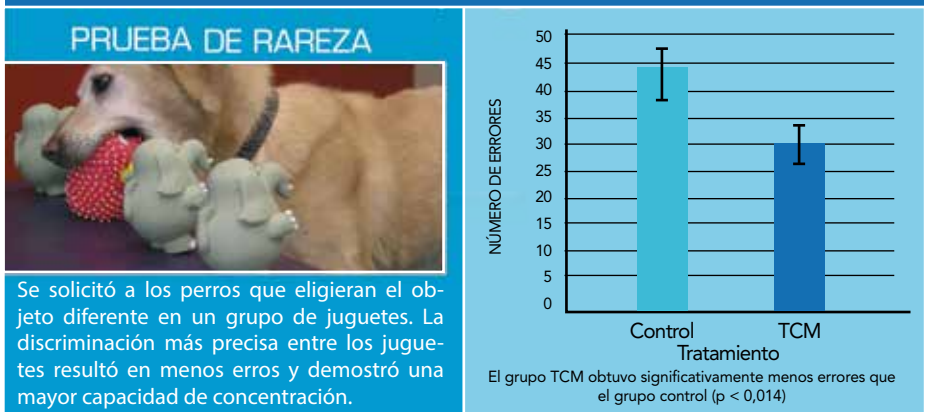 PRUEBA DE RAREZA
Se solicitó a los perros que eligieran el ob-
jeto diferente en un grupo de juguetes. La
discriminación más precisa entre los jugue-
tes resultó en menos erros y demostró una
mayor capacidad de concentración.
NÚMERO DE ERRORES
50
45
40
35
30
25
20
15
10
5
0
Control
TCM
Tratamiento
El grupo TCM obtuvo significativamente menos errores que
el grupo control (p < 0,014)